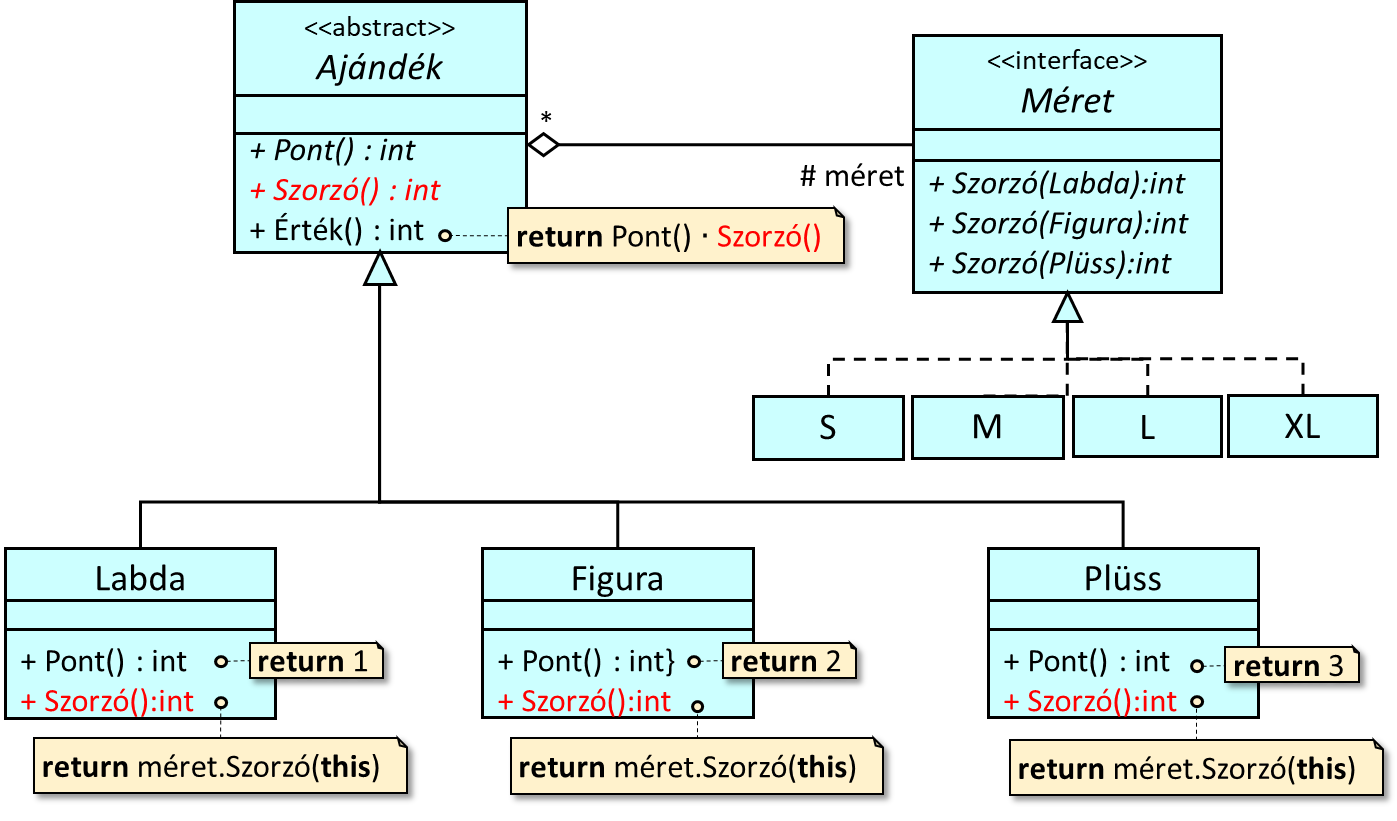 <<abstract>>
Ajándék
+ Pont() : int
+ Szorzó() : int
+ Érték() : int
return Pont() · Szorzó()
*
# méret
<<interface>>
Méret
+ Szorzó(Labda):int
+ Szorzó(Figura):int
+ Szorzó(Plüss):int
S
M
L
XL
Labda
+ Pont() : int
return 1
+ Szorzó():int
return méret.Szorzó(this)
Figura
+ Pont() : int}
return 2
+ Szorzó():int
return méret.Szorzó(this)
Plüss
+ Pont() : int
return 3
+ Szorzó():int
return méret.Szorzó(this)